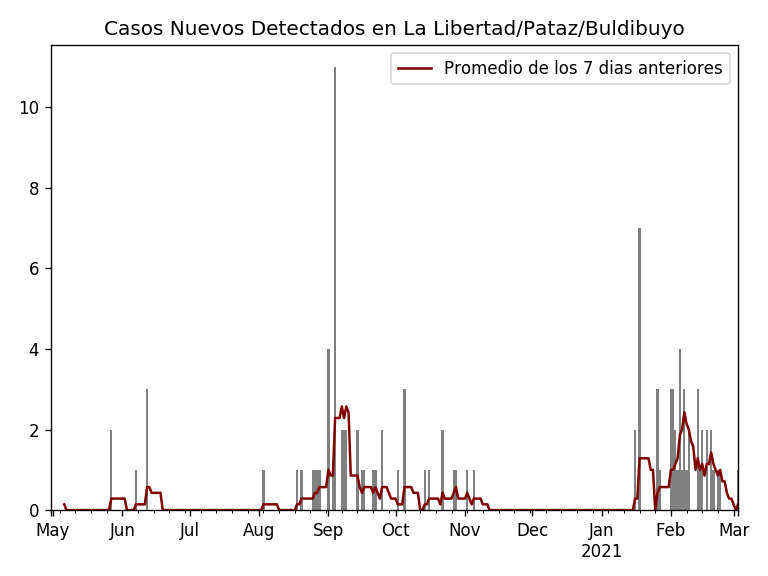 Casos Nuevos Detectados en La Libertad/Pataz/Buldibuyo
Promedio de los 7 dias anteriores
10
8
6
4
2
0
May Jun Jul Aug Sep Oct Nov Dec Jan Feb Mar
2021